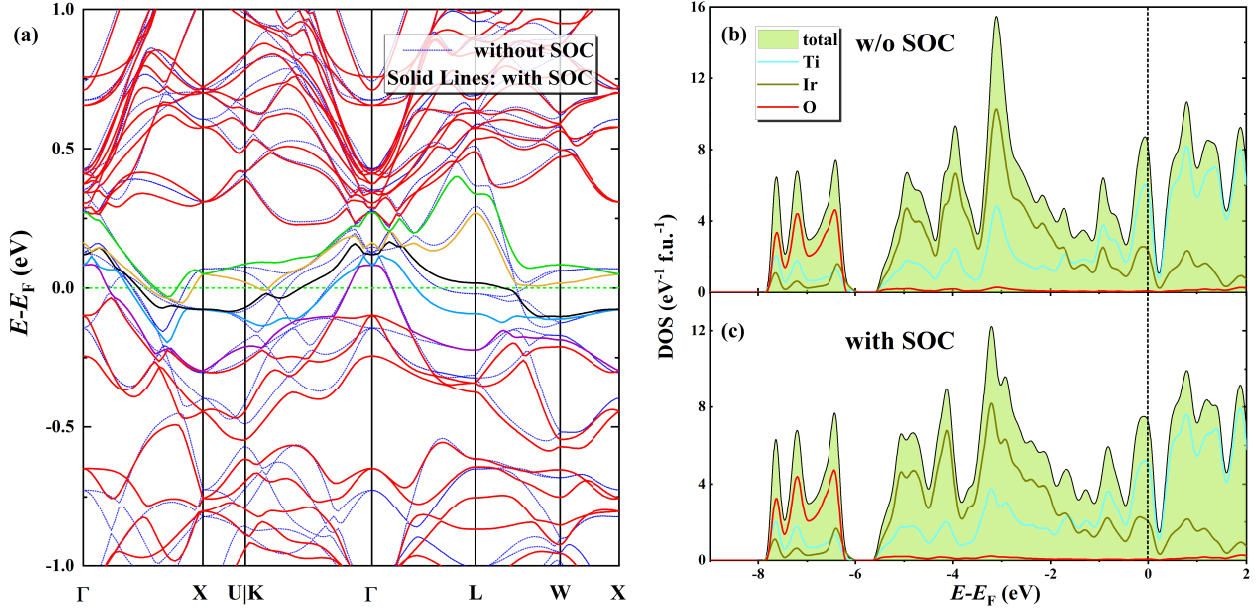 (a)
1.0
0.5
0.0
-0.5
-1.0
E-E_F (eV)
without SOC
Solid Lines: with SOC
Γ X U|K Γ L W X
(b)
w/o SOC
total
Ti
Ir
O
16
12
8
4
0
(c)
with SOC
12
8
4
0
DOS (eV⁻¹ f.u.⁻¹)
-8 -6 -4 -2 0 2
E-E_F (eV)